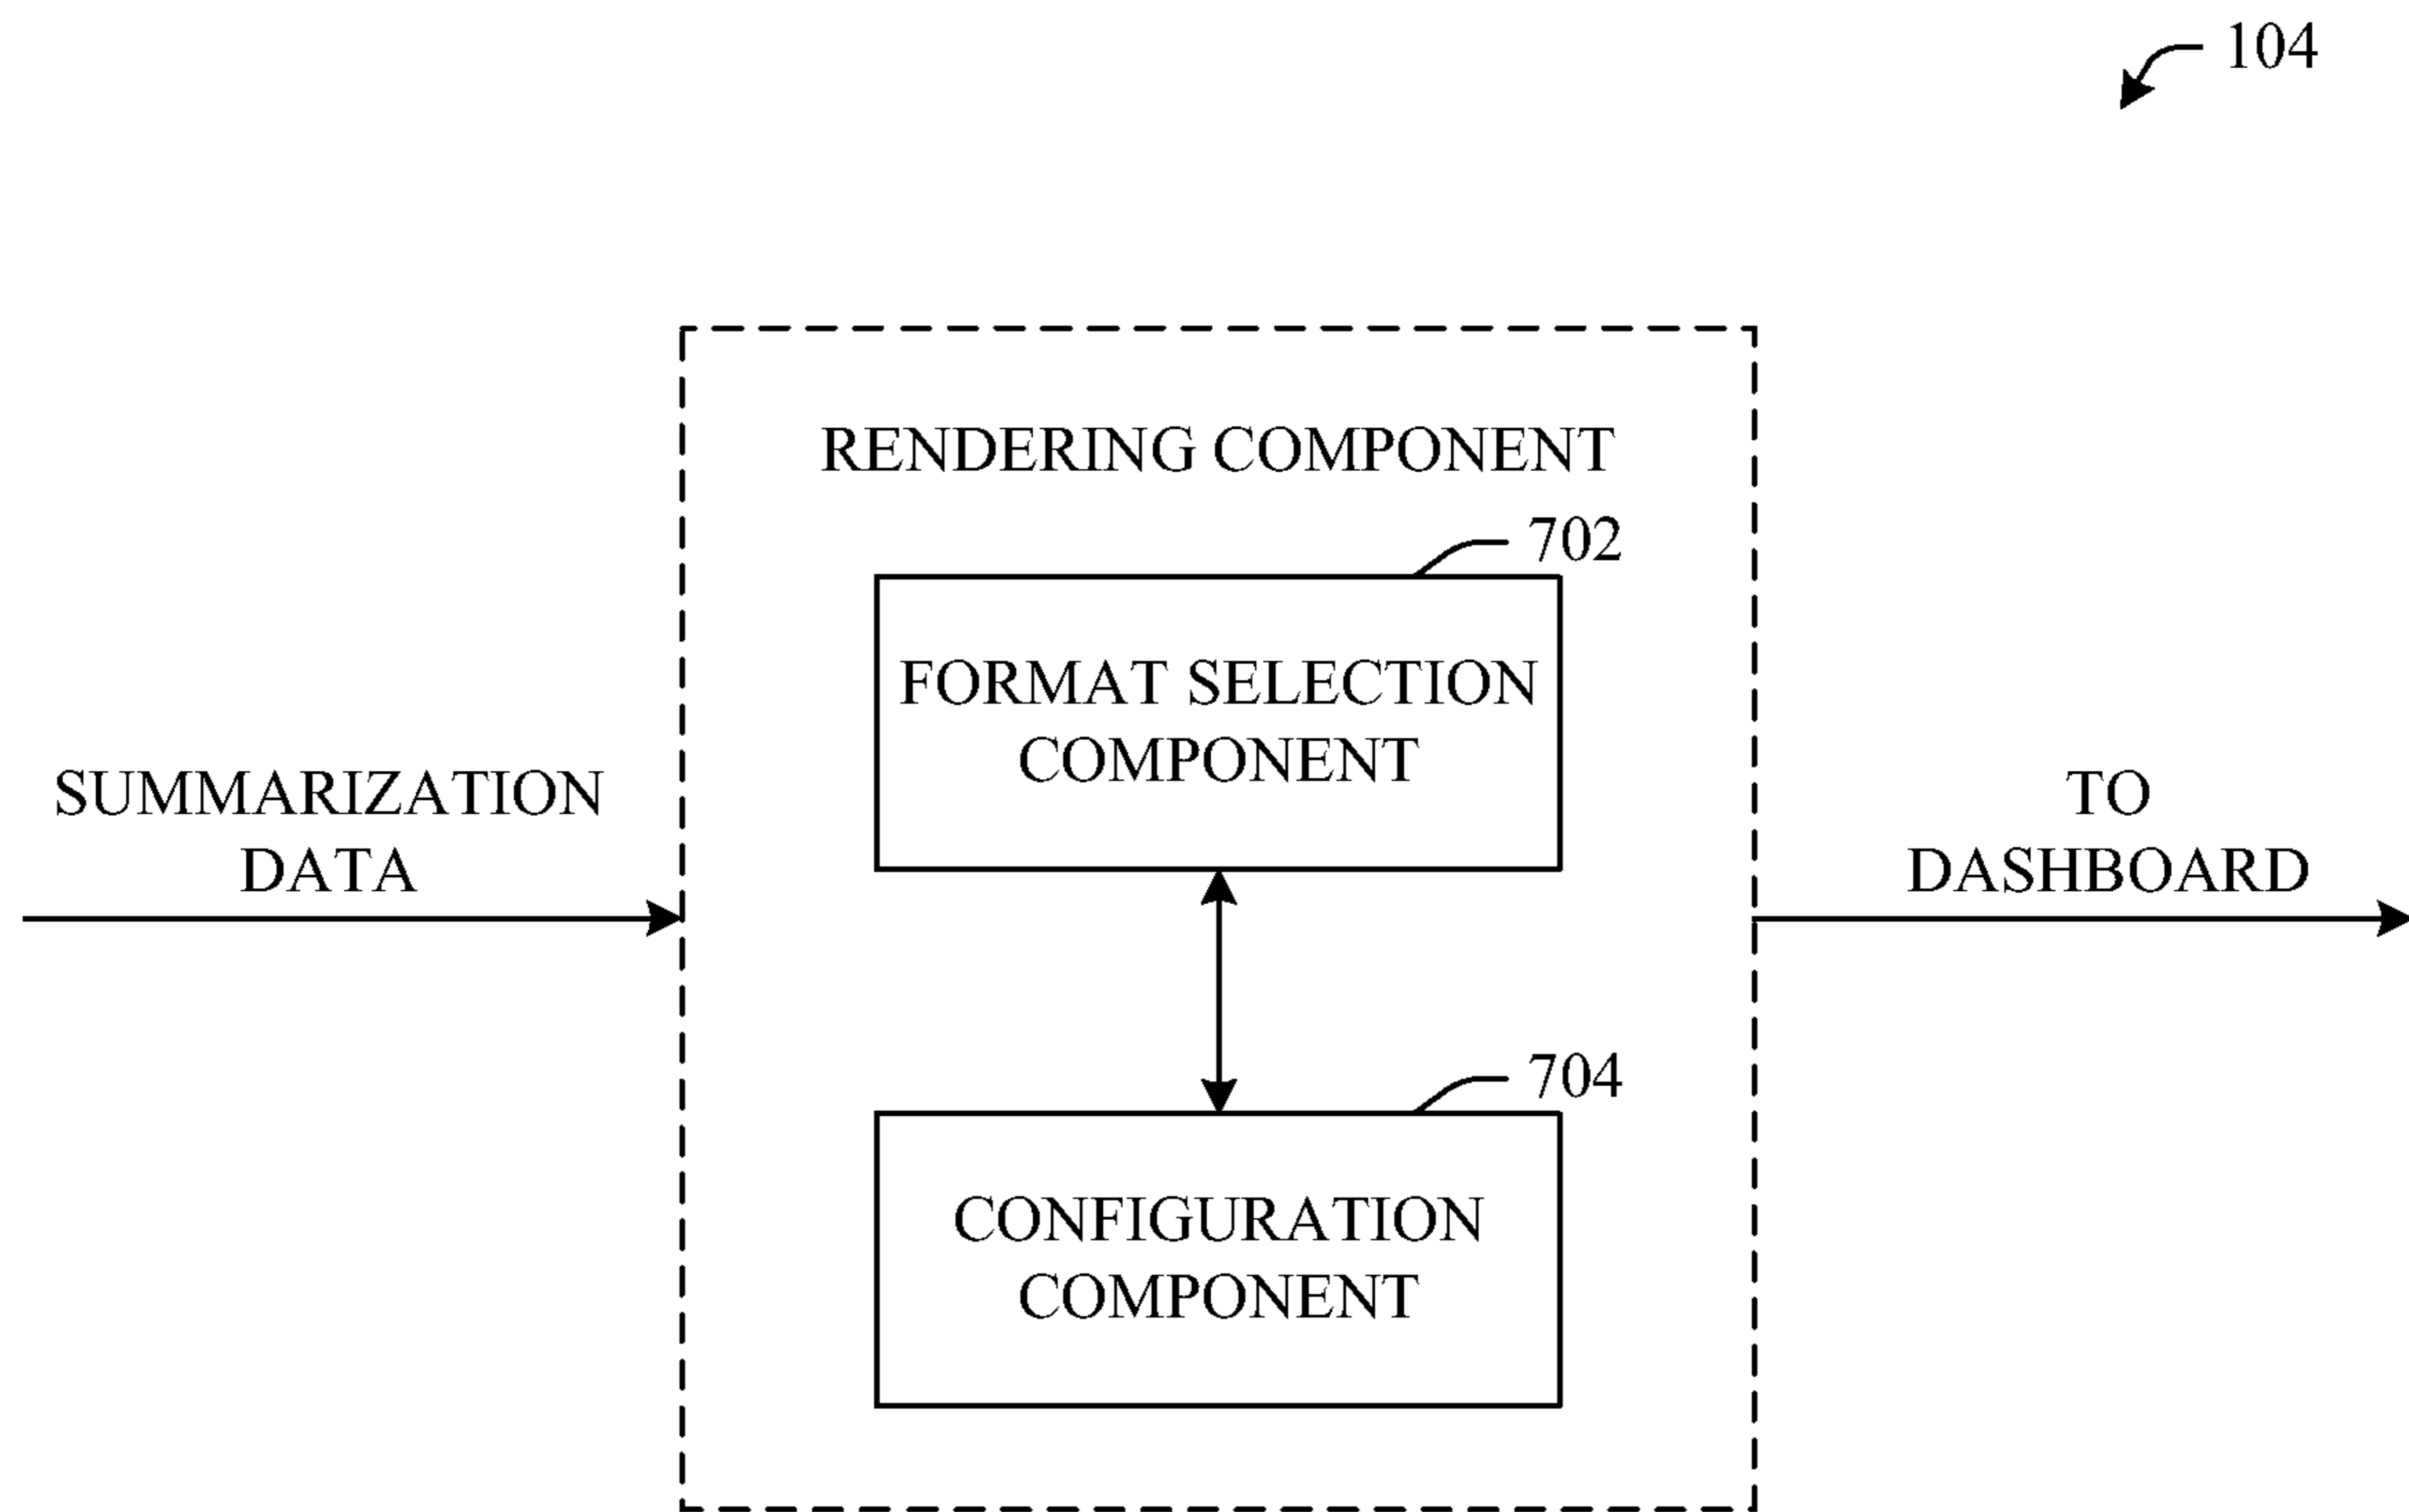 104
RENDERING COMPONENT
702
FORMAT SELECTION
COMPONENT
SUMMARIZATION
DATA
TO
DASHBOARD
704
CONFIGURATION
COMPONENT